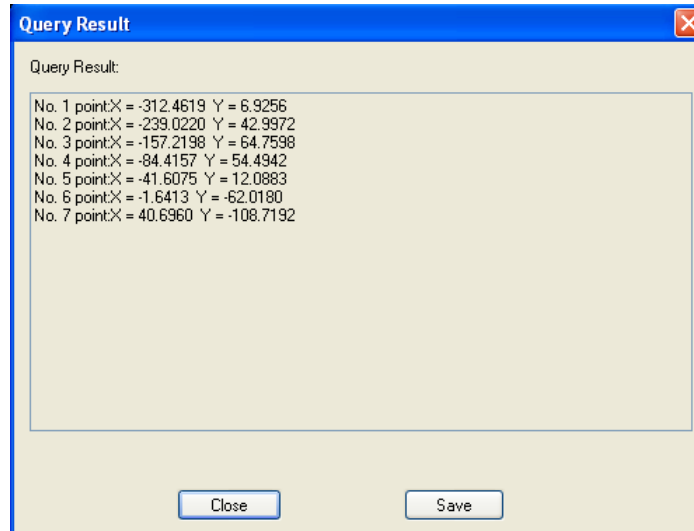 Query Result
Query Result:
No. 1 point:X = -312.4619 Y = 6.9256
No. 2 point:X = -239.0220 Y = 42.9972
No. 3 point:X = -157.2198 Y = 64.7598
No. 4 point:X = -84.4157 Y = 54.4942
No. 5 point:X = -41.6075 Y = 12.0883
No. 6 point:X = -1.6413 Y = -62.0180
No. 7 point:X = 40.6960 Y = -108.7192
Close Save